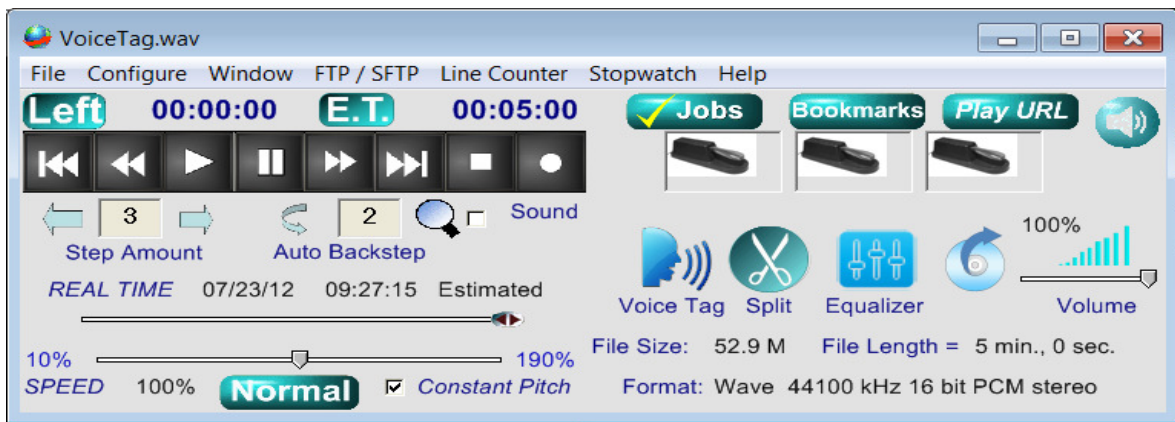 VoiceTag.wav
File Configure Window FTP / SFTP Line Counter Stopwatch Help
Left 00:00:00 E.T. 00:05:00 Jobs Bookmarks Play URL
3 2 Sound
Step Amount Auto Backstep
100%
REAL TIME 07/23/12 09:27:15 Estimated
Voice Tag Split Equalizer Volume
10% 190%
File Size: 52.9 M File Length = 5 min., 0 sec.
SPEED 100% Normal Constant Pitch
Format: Wave 44100 kHz 16 bit PCM stereo